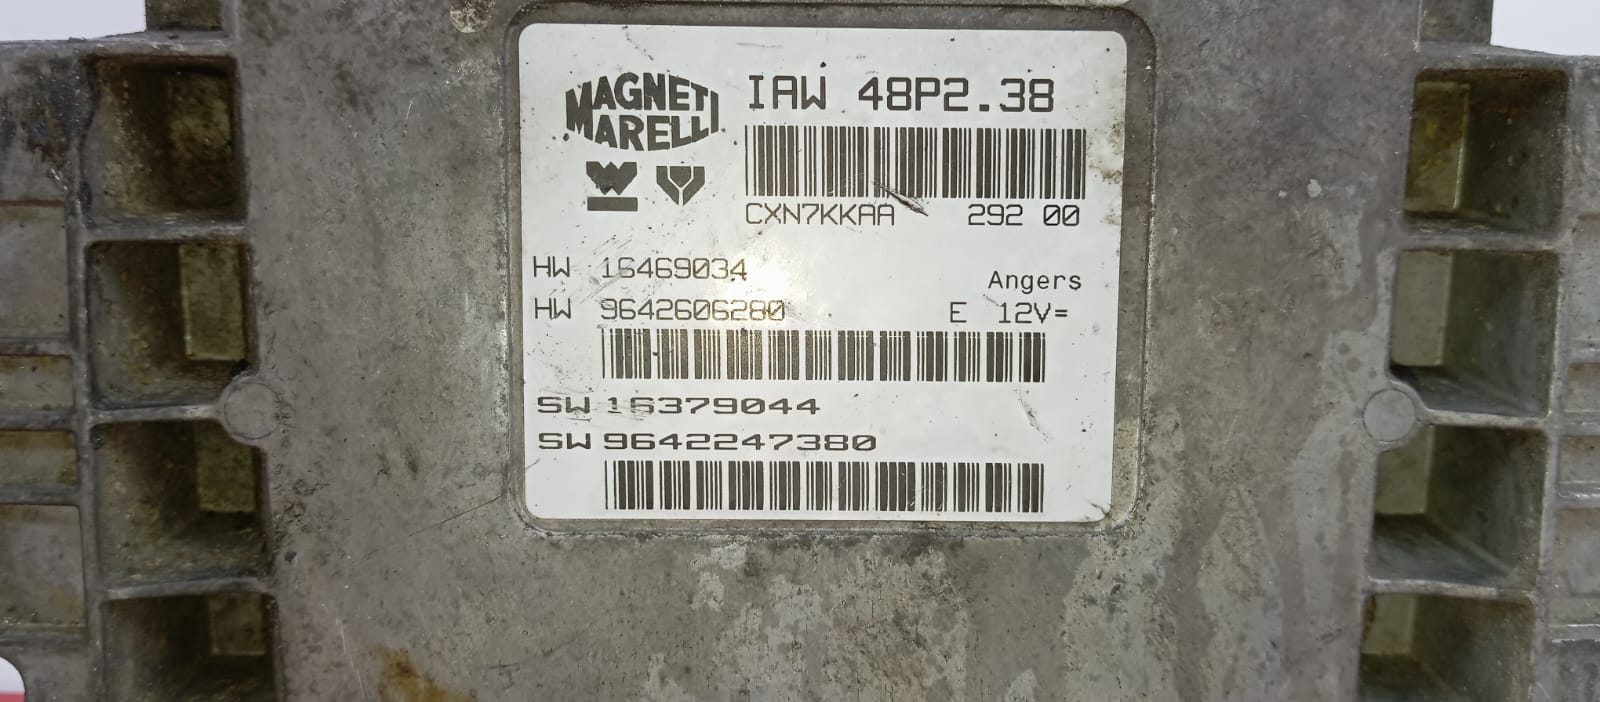 MAGNETI
MARELLI
IAW 48P2.38
CXN7KKAA 292 00
HW 16469034
Angers
HW 9642606280
E 12V=
SW 16379044
SW 9642247380